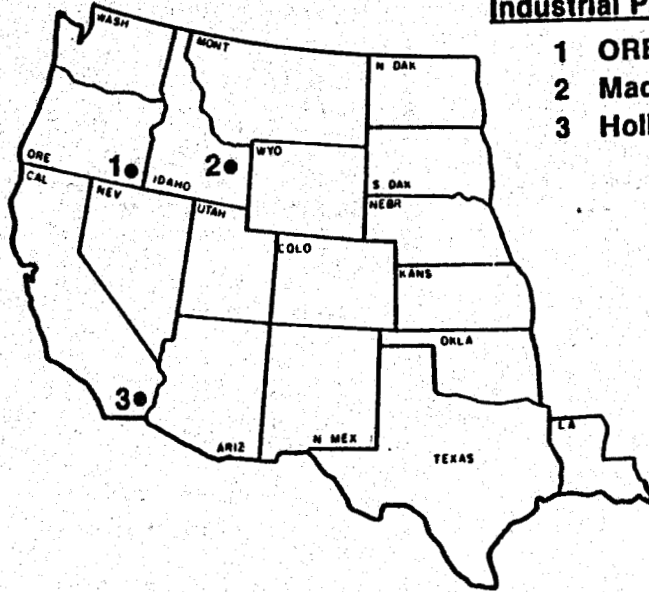 Industrial P
1 ORE
2 Mad
3 Holl
WASH
MONT
N DAK
ORE
1
2
WYO
IDAHO
S. DAK
CAL
NEV
UTAH
NEBR
COLO
KANS
OKLA
3
ARIZ
N MEX
TEXAS
LA